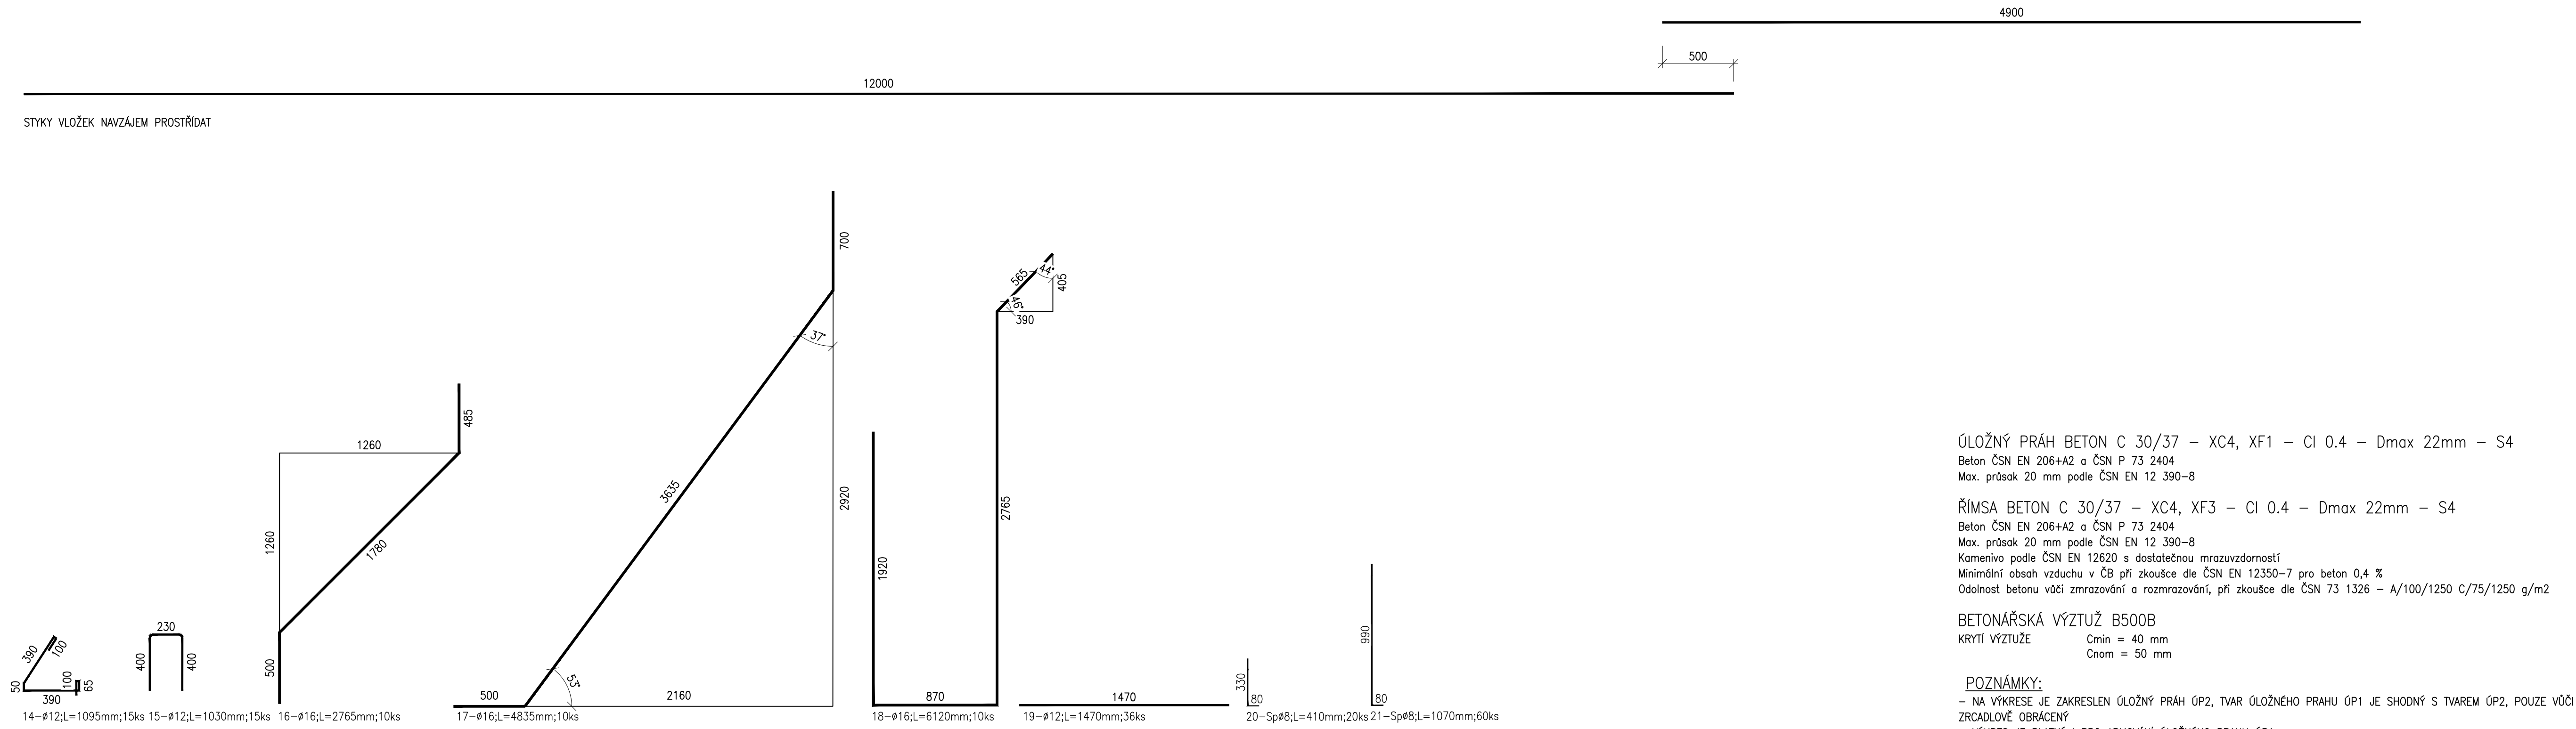 4900
500
12000
STYKY VLOŽEK NAVZÁJEM PROSTŘÍDAT
390
100
50
390
100
65
14-ø12;L=1095mm;15ks
230
400
400
15-ø12;L=1030mm;15ks
485
1260
1260
1780
500
16-ø16;L=2765mm;10ks
700
37°
3635
2920
53°
500
2160
17-ø16;L=4835mm;10ks
565
44°
405
46°
390
2765
1920
870
18-ø16;L=6120mm;10ks
1470
19-ø12;L=1470mm;36ks
330
80
20-Spø8;L=410mm;20ks
990
80
21-Spø8;L=1070mm;60ks
ÚLOŽNÝ PRÁH BETON C 30/37 – XC4, XF1 – Cl 0.4 – Dmax 22mm – S4
Beton ČSN EN 206+A2 a ČSN P 73 2404
Max. průsak 20 mm podle ČSN EN 12 390-8
ŘÍMSA BETON C 30/37 – XC4, XF3 – Cl 0.4 – Dmax 22mm – S4
Beton ČSN EN 206+A2 a ČSN P 73 2404
Max. průsak 20 mm podle ČSN EN 12 390-8
Kamenivo podle ČSN EN 12620 s dostatečnou mrazuvzdorností
Minimální obsah vzduchu v ČB při zkoušce dle ČSN EN 12350-7 pro beton 0,4 %
Odolnost betonu vůči zmrazování a rozmrazování, při zkoušce dle ČSN 73 1326 – A/100/1250 C/75/1250 g/m2
BETONÁŘSKÁ VÝZTUŽ B500B
KRYTÍ VÝZTUŽE Cmin = 40 mm
Cnom = 50 mm
POZNÁMKY:
– NA VÝKRESE JE ZAKRESLEN ÚLOŽNÝ PRÁH ÚP2, TVAR ÚLOŽNÉHO PRAHU ÚP1 JE SHODNÝ S TVAREM ÚP2, POUZE VŮČI
ZRCADLOVĚ OBRÁCENÝ